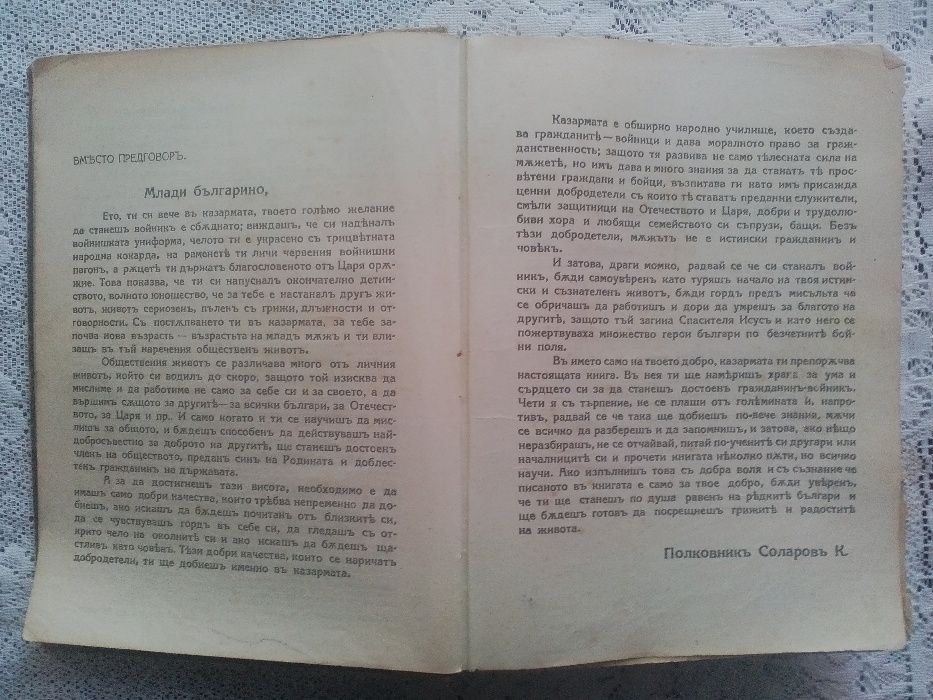 ВМѢСТО ПРЕДГОВОРЪ.
Млади българино,
Ето, ти си вече въ казармата, твоето голѣмо желание
да станешъ войникъ е сбѫднато; виждашъ, че си надѣналъ
войнишката униформа, челото ти е украсено съ трицвѣтната
народна кокарда, на раменетѣ ти личи червения войнишки
пагонъ, а рѫцетѣ ти държатъ благословеното отъ Царя орѫ-
жие. Това показва, че ти си напусналъ окончателно детин-
ството, волното юношество, че за тебе е настаналъ другъ жи-
вотъ, животъ сериозенъ, пъленъ съ грижи, длъжности и от-
говорности. Съ постѫпването ти въ казармата, за тебе за-
почва нова възрасть — възрастьта на младъ мѫжъ и ти вли-
зашъ въ тъй наречения общественъ животъ.
Общественния животъ се различава много отъ личния
животъ, който си водилъ до скоро, защото той изисква да
мислиме и да работиме не само за себе си и за своето, а да
вършимъ сѫщото за другитѣ — за всички българи, за Отечест-
вото, за Царя и пр.. И само когато и ти се научишъ да мис-
лишъ за общото, и бѫдешъ способенъ да действувашъ най-
добросъвестно за доброто на другитѣ, ще станешъ достоенъ
членъ на обществото, преданъ синъ на Родината и доблес-
тенъ гражданинъ на държавата.
А за да достигнешъ тази висота, необходимо е да
имашъ само добри качества, които трѣбва непременно да до-
биешъ, ако искашъ да бѫдешъ почитанъ отъ близкитѣ си,
да се чувствувашъ гордъ въ себе си, да гледашъ съ от-
крито чело на околнитѣ си и ако искашъ да бѫдешъ ща-
стливъ като човѣкъ. Тѣзи добри качества, които се наричатъ
добродетели, ти ще добиешъ именно въ казармата.
Казармата е обширно народно училище, което създа-
ва гражданитѣ — войници и дава моралното право за граж-
данственность; защото тя развива не само тѣлесната сила на
мѫжетѣ, но имъ дава и много знания за да станатъ тѣ прос-
вѣтени граждани и бойци, възпитава ги като имъ присажда
ценни добродетели съ които тѣ ставатъ преданни служители,
смѣли защитници на Отечеството и Царя, добри и трудолю-
биви хора и любящи семейството си съпрузи, бащи. Безъ
тѣзи добродетели, мѫжътъ не е истински гражданинъ и
човѣкъ.
И затова, драги момко, радвай се че си станалъ вой-
никъ, бѫди самоувѣренъ като туряшъ начало на твоя истин-
ски и съзнателенъ животъ, бѫди гордъ предъ мисъльта че
се обричашъ да работишъ и дори да умрешъ за благото на
другитѣ, защото тъй загина Спасителя Исусъ и като него се
пожертвуваха множество герои българи по безчетнитѣ бой-
ни поля.
Въ името само на твоето добро, казармата ти препорѫчва
настоящата книга. Въ нея ти ще намѣришъ храна за ума и
сърдцето си за да станешъ достоенъ гражданинъ-войникъ.
Чети я съ търпение, не се плаши отъ голѣмината ѝ, напро-
тивъ, радвай се че така ще добиешъ по-вече знания, мѫчи
се всичко да разберешъ и да запомнишъ, и затова, ако нѣщо
неразбирашъ, не се отчайвай, питай по-ученитѣ си другари или
началницитѣ си и прочети книгата нѣколко пѫти, но всичко
научи. Ако изпълнишъ това съ добра воля и съ съзнание че
писаното въ книгата е само за твое добро, бѫди увѣренъ,
че ти ще станешъ по душа равенъ на рѣдкитѣ българи и
ще бѫдешъ готовъ да посрещнешъ грижитѣ и радоститѣ
на живота.
Полковникъ Соларовъ К.